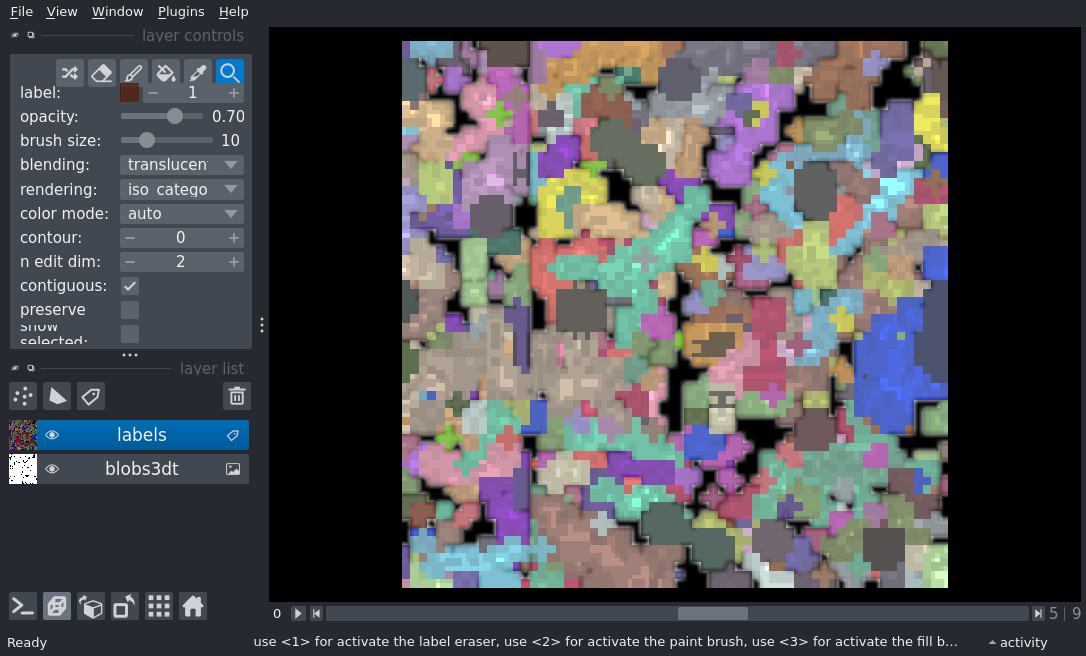 File View Window Plugins Help
layer controls
label: 1
opacity: 0.70
brush size: 10
blending: translucen
rendering: iso_catego
color mode: auto
contour: 0
n edit dim: 2
contiguous:
preserve
show
selected:
layer list
labels
blobs3dt
0 5 | 9
Ready use <1> for activate the label eraser, use <2> for activate the paint brush, use <3> for activate the fill b... activity